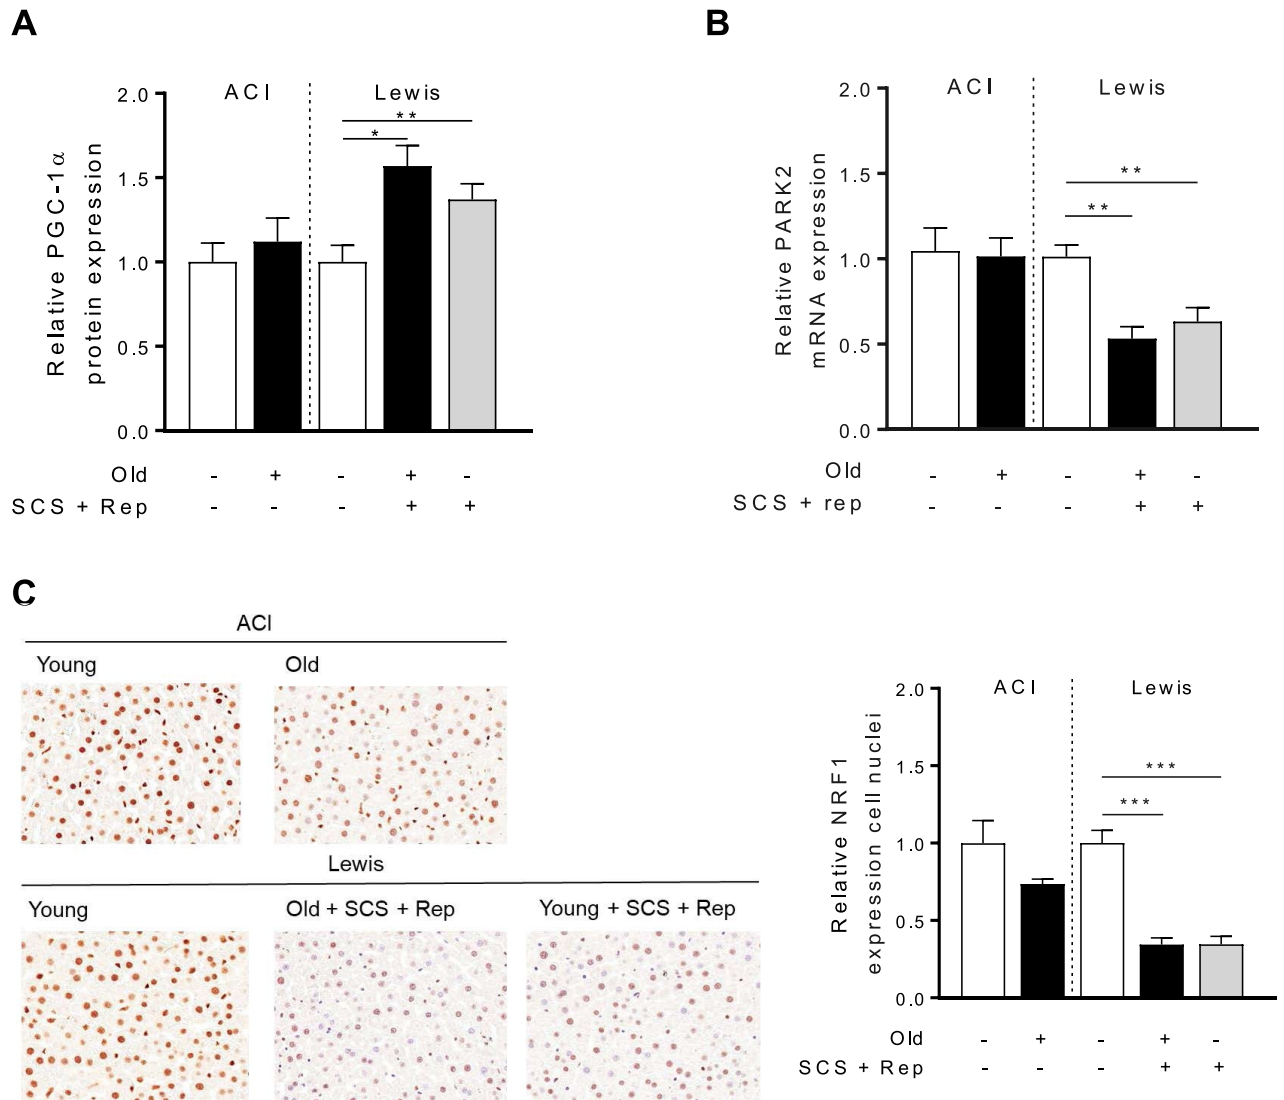 A
ACI
Lewis
2.0
1.5
1.0
0.5
0.0
Relative PGC-1α
protein expression
*
**
Old - + - + -
SCS + Rep - - - + +
B
ACI
Lewis
2.0
1.5
1.0
0.5
0.0
Relative PARK2
mRNA expression
**
**
Old - + - + -
SCS + rep - - - + +
C
ACI
Young
Old
Lewis
Young
Old + SCS + Rep
Young + SCS + Rep
ACI
Lewis
2.0
1.5
1.0
0.5
0.0
Relative NRF1
expression cell nuclei
***
***
Old - + - + -
SCS + Rep - - - + +